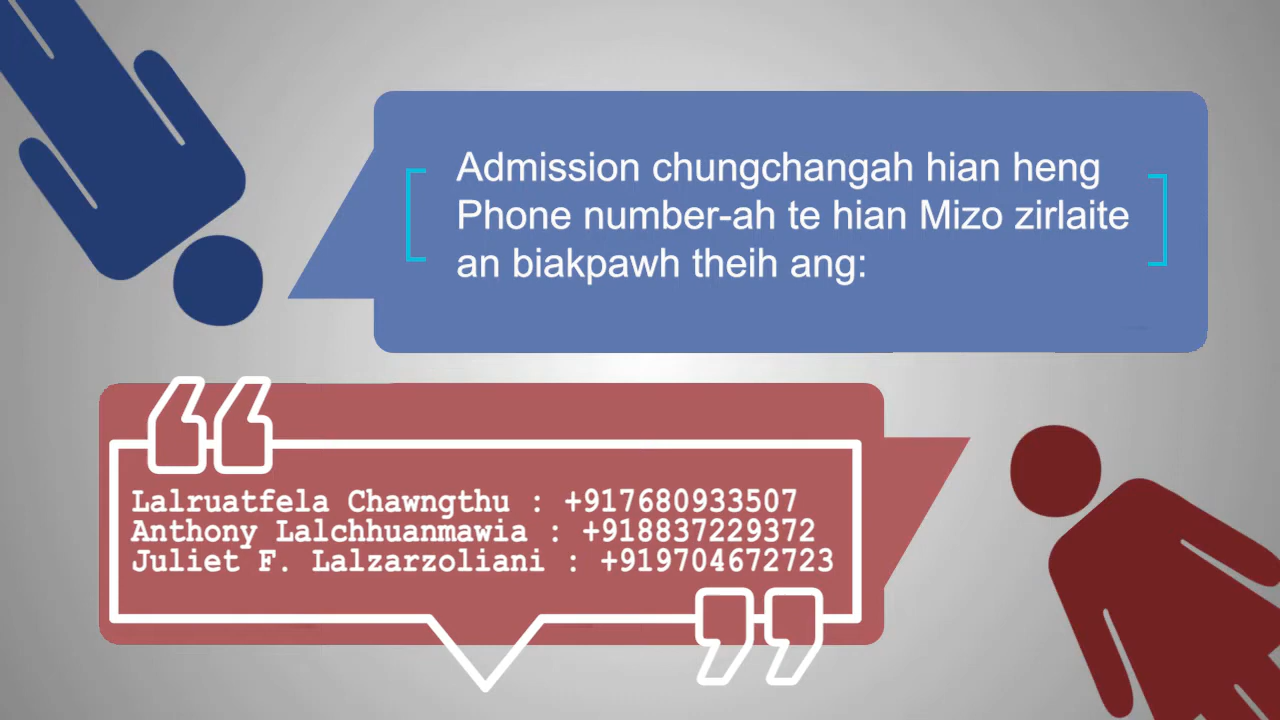 Admission chungchangah hian heng
Phone number-ah te hian Mizo zirlaite
an biakpawh theih ang:
Lalruatfela Chawngthu : +917680933507
Anthony Lalchhuanmawia : +918837229372
Juliet F. Lalzarzoliani : +919704672723